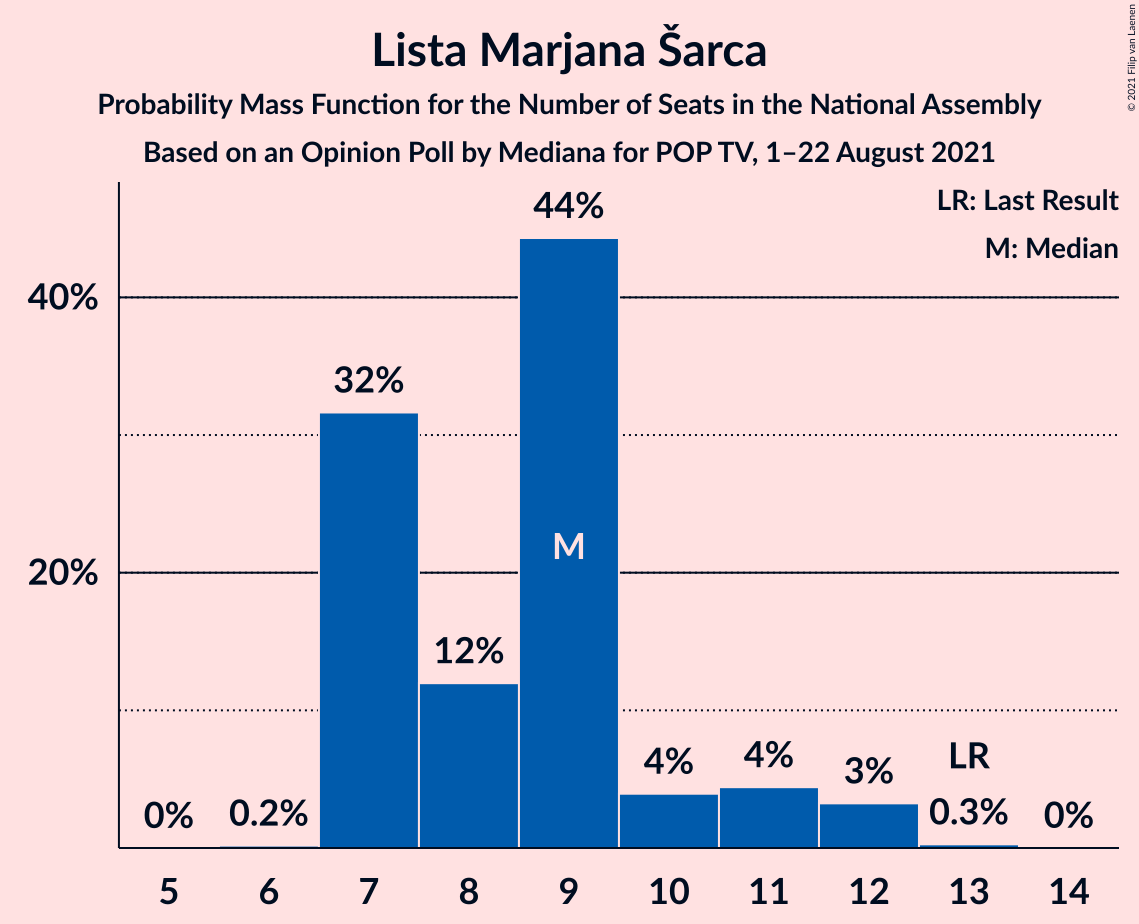 Lista Marjana Šarca
Probability Mass Function for the Number of Seats in the National Assembly
Based on an Opinion Poll by Mediana for POP TV, 1–22 August 2021
© 2021 Filip van Laenen
LR: Last Result
M: Median
40%
20%
0%
0.2%
32%
12%
44%
M
4%
4%
3%
LR
0.3%
0%
5 6 7 8 9 10 11 12 13 14